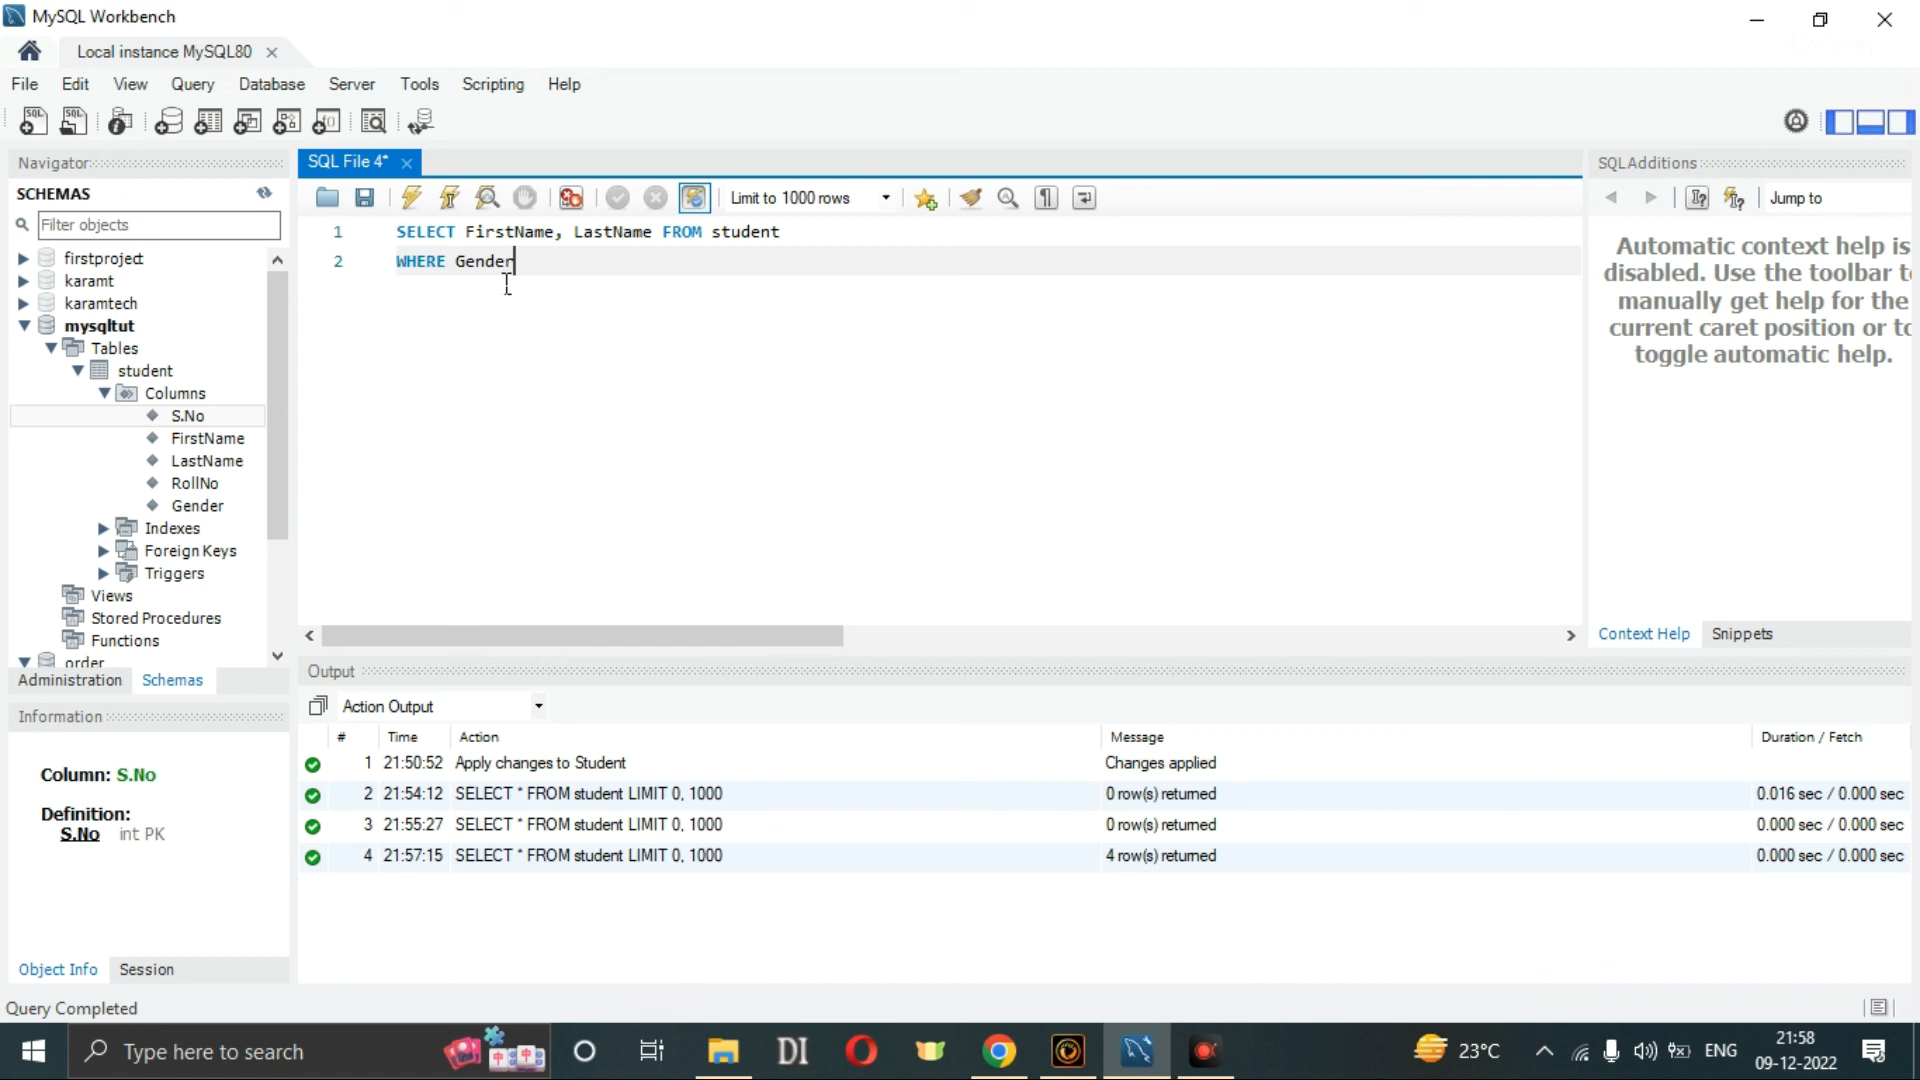 MySQL Workbench
Local instance MySQL80
File Edit View Query Database Server Tools Scripting Help
Navigator
SCHEMAS
Filter objects
firstproject
karamt
karamtech
mysqltut
Tables
student
Columns
S.No
FirstName
LastName
RollNo
Gender
Indexes
Foreign Keys
Triggers
Views
Stored Procedures
Functions
order
Administration Schemas
Information
Column: S.No
Definition:
S.No int PK
Object Info Session
Query Completed
SQL File 4*
Limit to 1000 rows
1 SELECT FirstName, LastName FROM student
2 WHERE Gender
SQLAdditions
Jump to
Automatic context help is
disabled. Use the toolbar t
manually get help for the
current caret position or to
toggle automatic help.
Context Help Snippets
Output
Action Output
# Time Action Message Duration / Fetch
1 21:50:52 Apply changes to Student Changes applied
2 21:54:12 SELECT * FROM student LIMIT 0, 1000 0 row(s) returned 0.016 sec / 0.000 sec
3 21:55:27 SELECT * FROM student LIMIT 0, 1000 0 row(s) returned 0.000 sec / 0.000 sec
4 21:57:15 SELECT * FROM student LIMIT 0, 1000 4 row(s) returned 0.000 sec / 0.000 sec
Type here to search
DI
23°C
ENG
21:58
09-12-2022